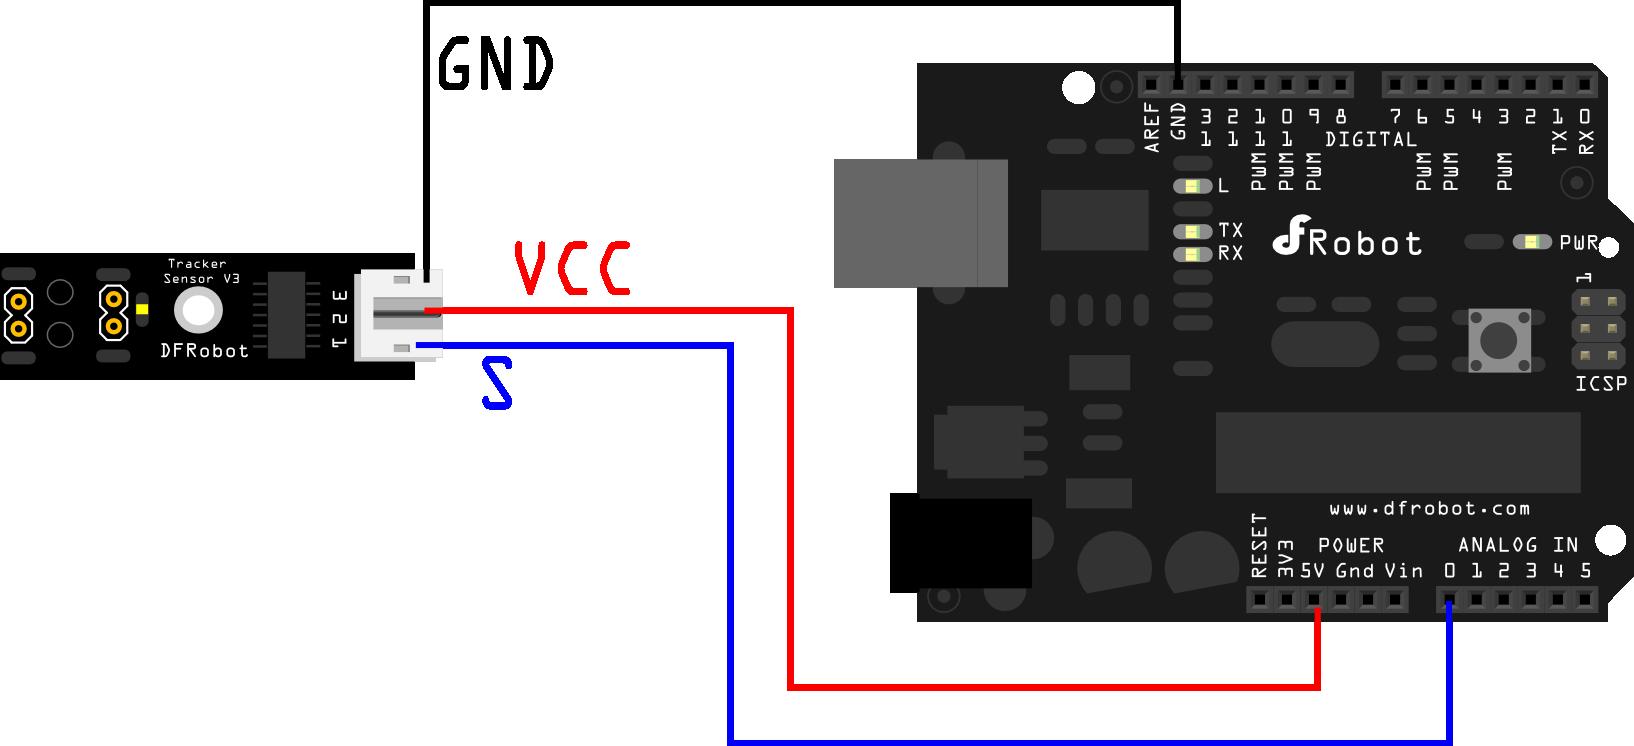 GND
VCC
S
Tracker
Sensor V3
DFRobot
3
2
1
AREF
GND
13
12
11
10
9
8
7
6
5
4
3
2
TX 1
RX 0
DIGITAL
PWM
PWM
PWM
PWM
PWM
PWM
L
TX
RX
dfRobot
PWR
1
ICSP
www.dfrobot.com
RESET
3V3
POWER
5V Gnd Vin
ANALOG IN
0 1 2 3 4 5